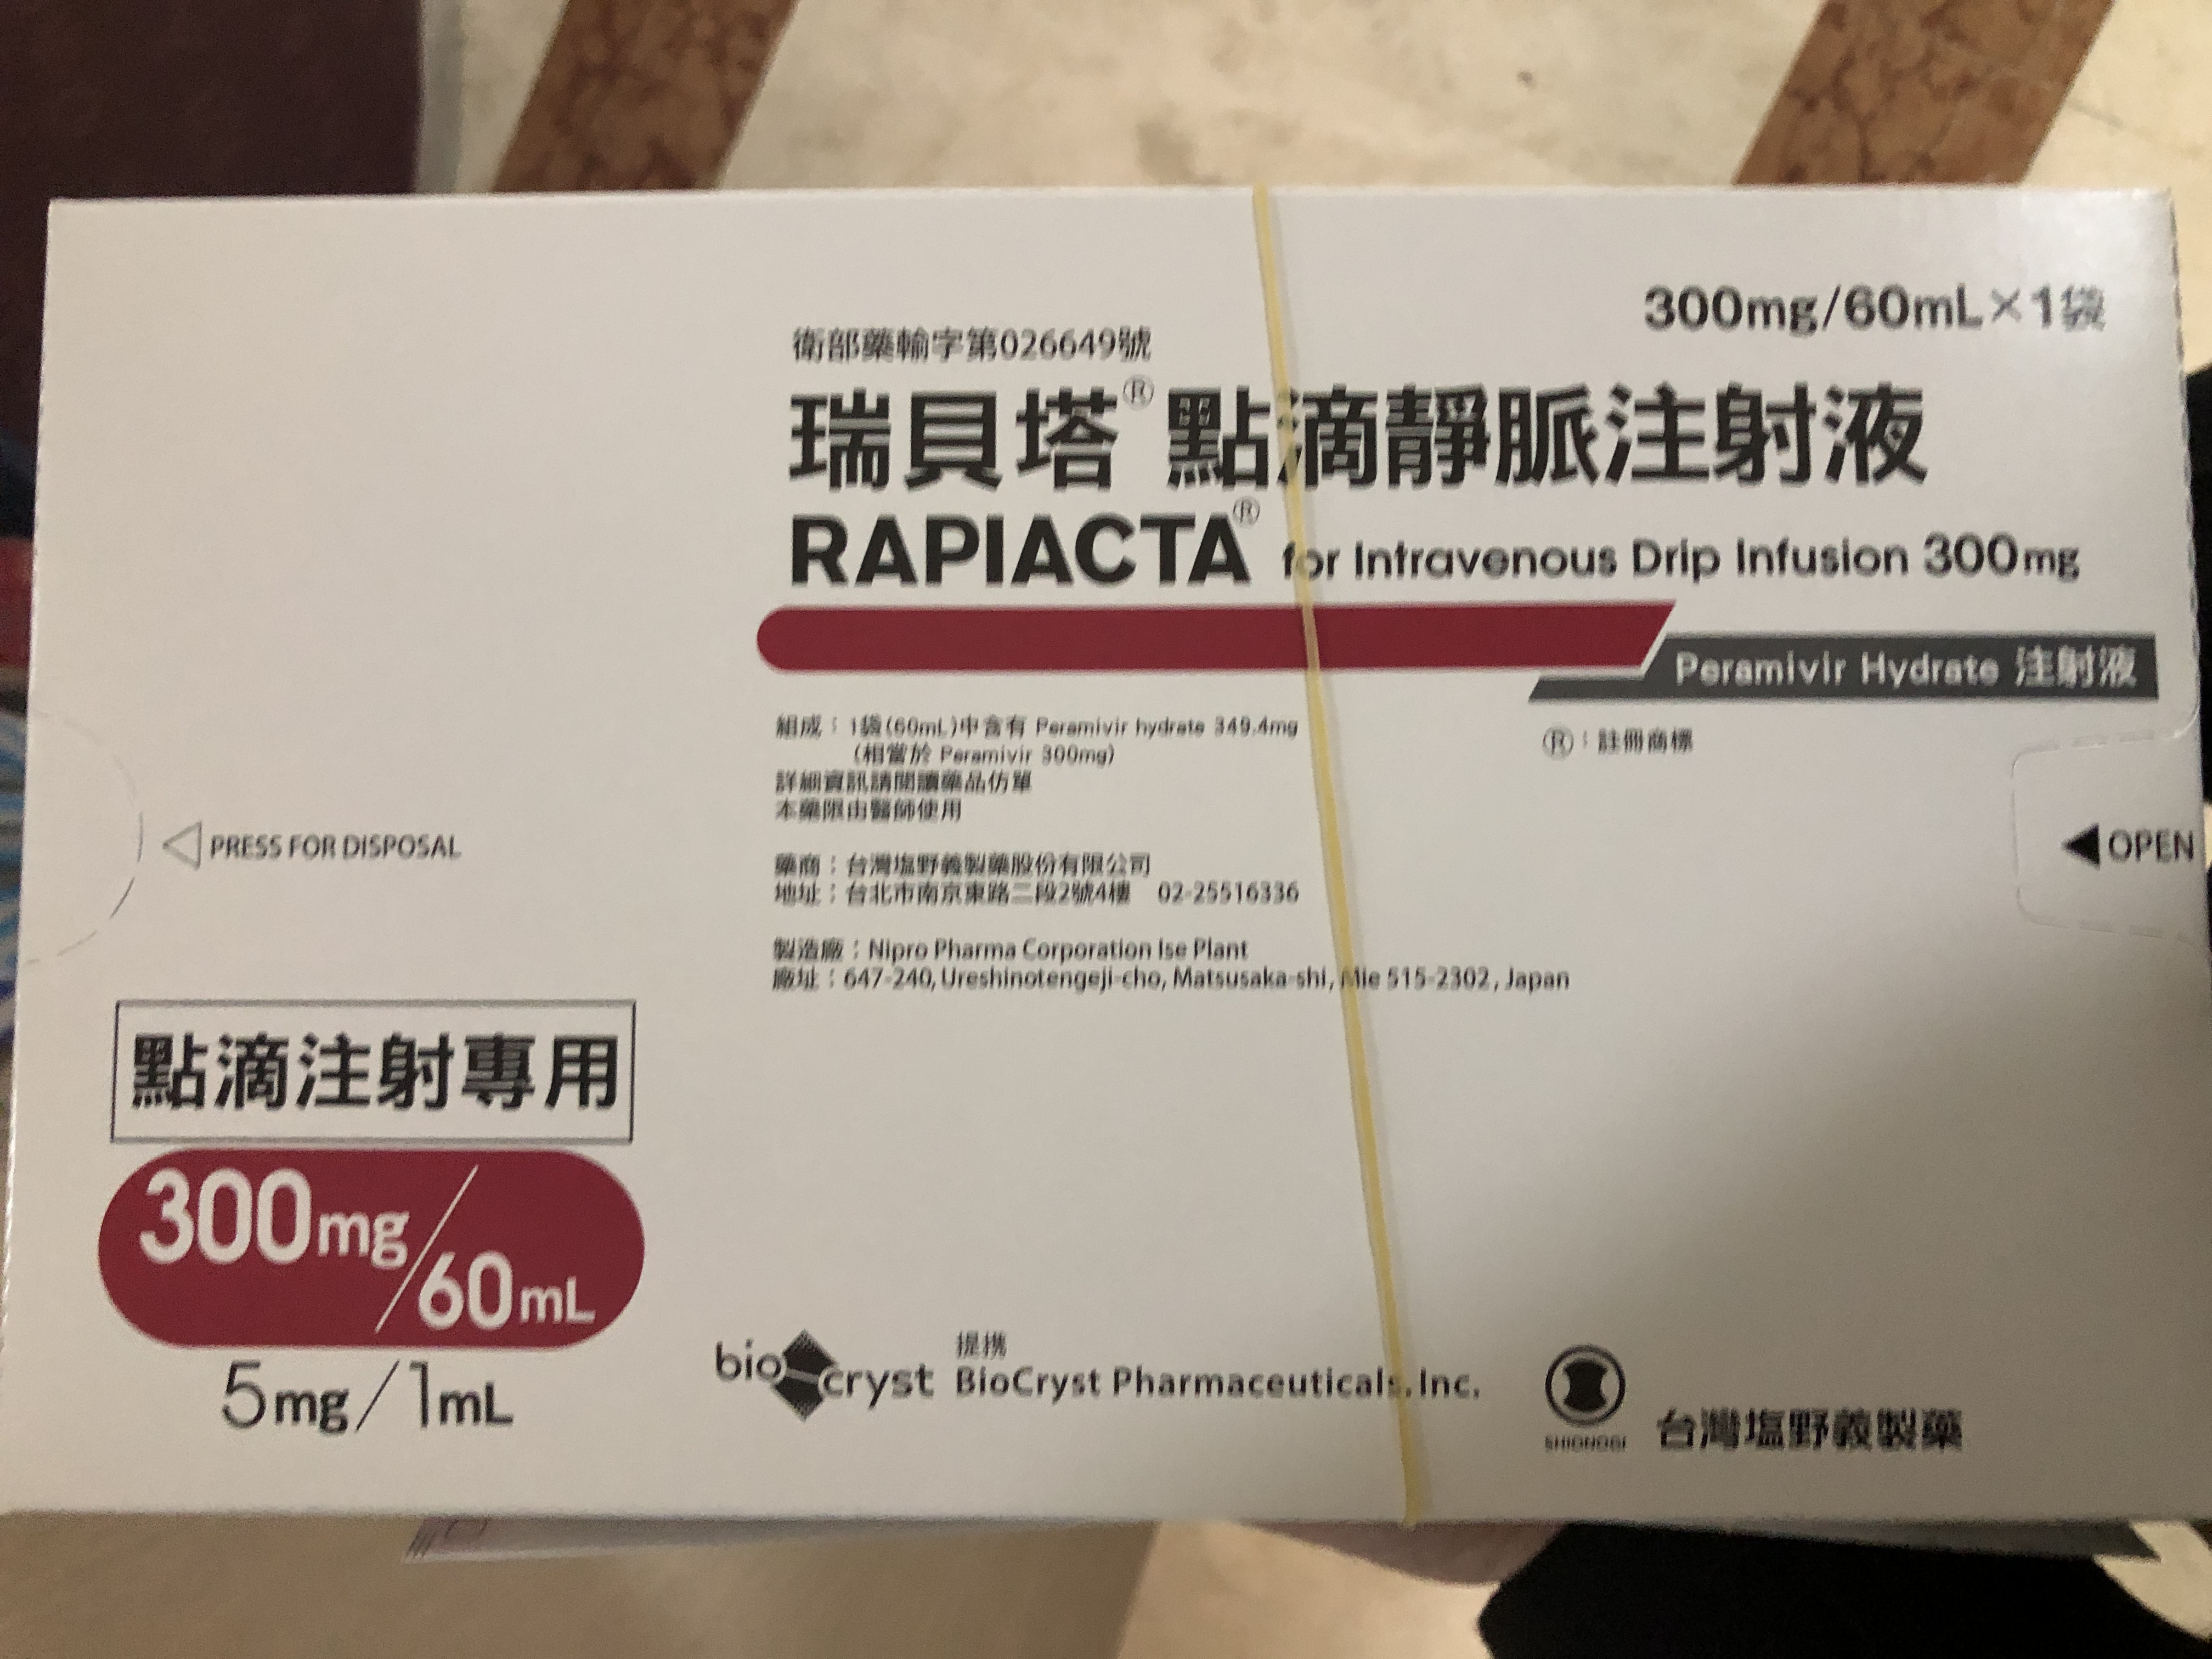 300mg/60mL×1袋
衛部藥輸字第026649號
瑞貝塔® 點滴靜脈注射液
RAPIACTA® for Intravenous Drip Infusion 300mg
Peramivir Hydrate 注射液
組成：1袋(60mL)中含有 Peramivir hydrate 349.4mg
(相當於 Peramivir 300mg)
詳細資訊請閱讀藥品仿單
本藥限由醫師使用
®：註冊商標
PRESS FOR DISPOSAL
OPEN
藥商：台灣塩野義製藥股份有限公司
地址：台北市南京東路二段2號4樓 02-25516336
製造廠：Nipro Pharma Corporation Ise Plant
廠址：647-240, Ureshinotengeji-cho, Matsusaka-shi, Mie 515-2302, Japan
點滴注射專用
300mg/60mL
5mg/1mL
biocryst
提携
BioCryst Pharmaceuticals, Inc.
SHIONOGI
台灣塩野義製藥